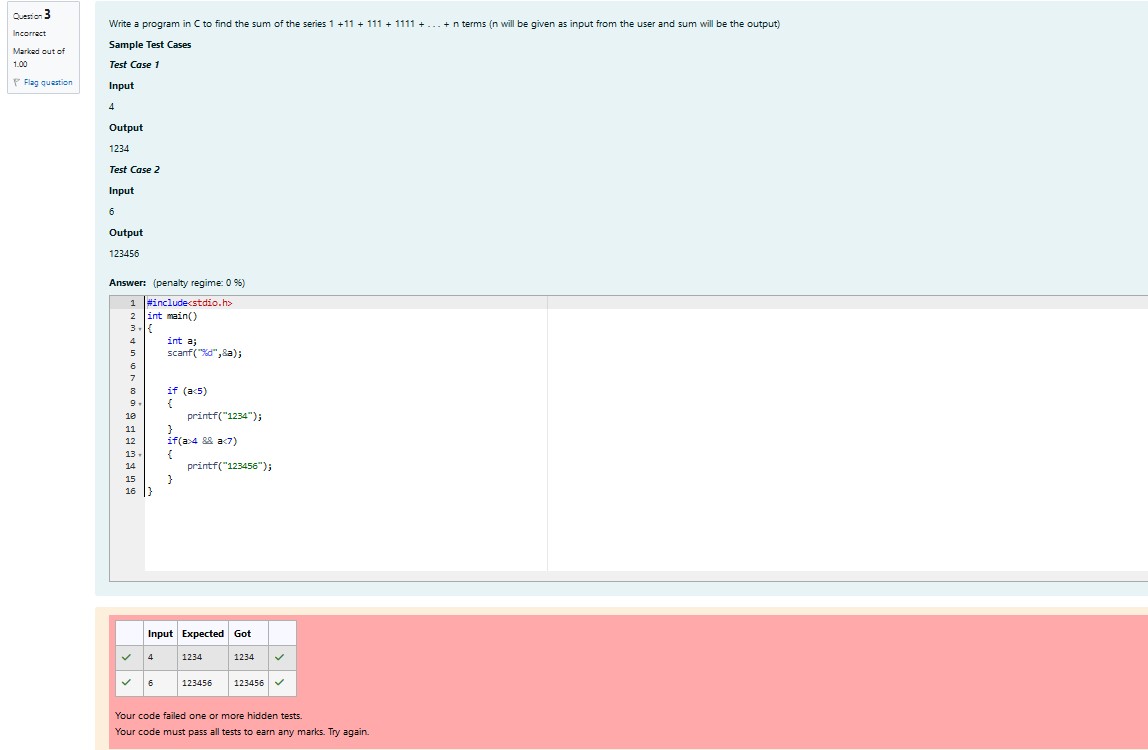 Question 3
Incorrect
Marked out of
1.00
Flag question
Write a program in C to find the sum of the series 1 +11 + 111 + 1111 + . . . + n terms (n will be given as input from the user and sum will be the output)
Sample Test Cases
Test Case 1
Input
4
Output
1234
Test Case 2
Input
6
Output
123456
Answer: (penalty regime: 0 %)
1 #include<stdio.h>
2 int main()
3 {
4 int a;
5 scanf("%d",&a);
6
7
8 if (a<5)
9 {
10 printf("1234");
11 }
12 if(a>4 && a<7)
13 {
14 printf("123456");
15 }
16 }
Input Expected Got
4 1234 1234
6 123456 123456
Your code failed one or more hidden tests.
Your code must pass all tests to earn any marks. Try again.